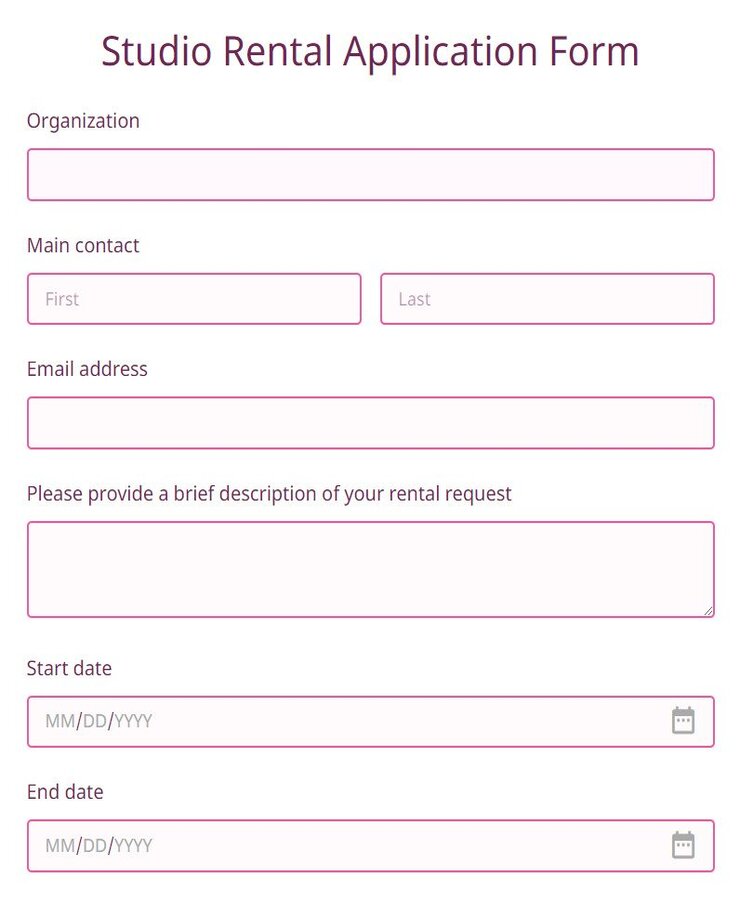 Studio Rental Application Form
Organization
Main contact
First Last
Email address
Please provide a brief description of your rental request
Start date
MM/DD/YYYY
End date
MM/DD/YYYY